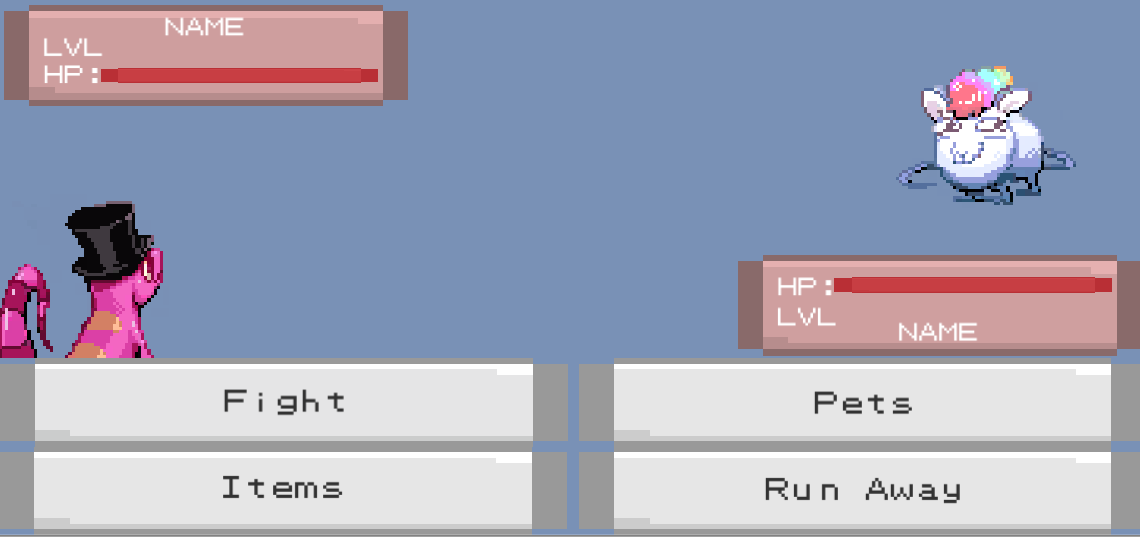 NAME
LVL
HP:
HP:
LVL
NAME
Fight
Pets
Items
Run Away